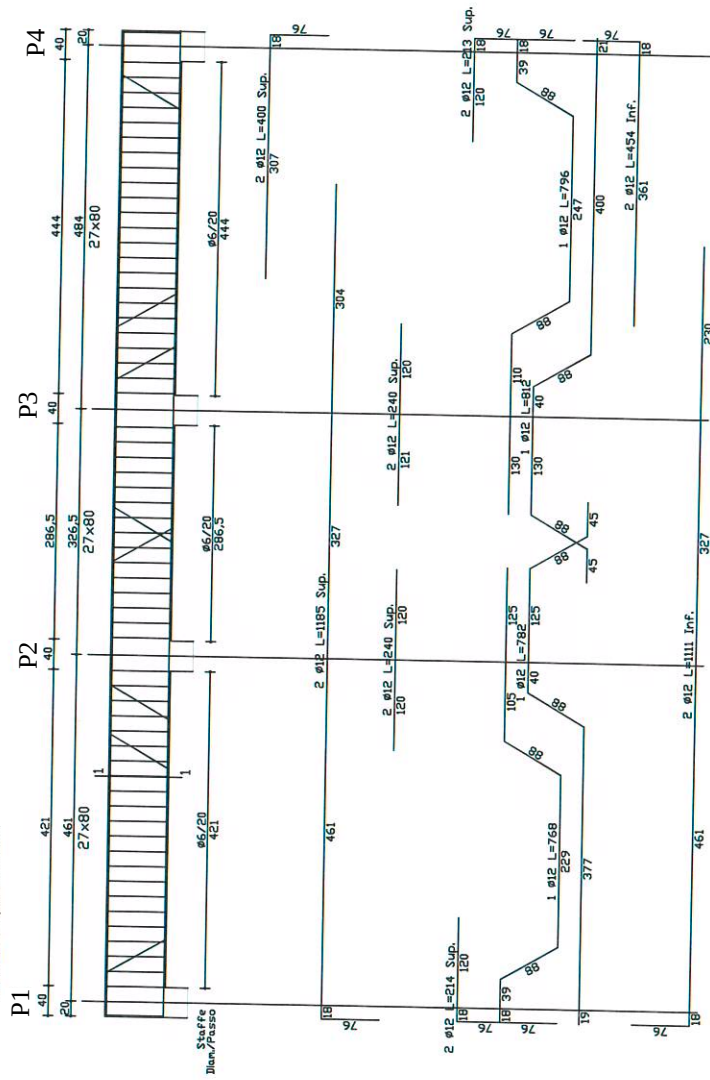 P1 P2 P3 P4
40 421 40 286,5 40 444 40
20 461 326,5 484 20
27x80 27x80 27x80
1
1
Staffe
Diam./Passo
ø6/20 ø6/20 ø6/20
421 286,5 444
2 ø12 L=400 Sup.
307 18
76
2 ø12 L=1185 Sup.
18 461 327 304
76
2 ø12 L=240 Sup. 2 ø12 L=240 Sup.
120 120 121 120
2 ø12 L=214 Sup. 2 ø12 L=213 Sup.
18 120 120 18
76 76
18 39 88 1 ø12 L=768 88 105 125
229
76
130 110 88 1 ø12 L=796 88 39 18
247
76
19 377 88 40 1 ø12 L=782 125 88 45
45 88 130 1 ø12 L=812 40 88 400 21
2 ø12 L=454 Inf.
361 18
76
2 ø12 L=1111 Inf.
18 461 327 230
76